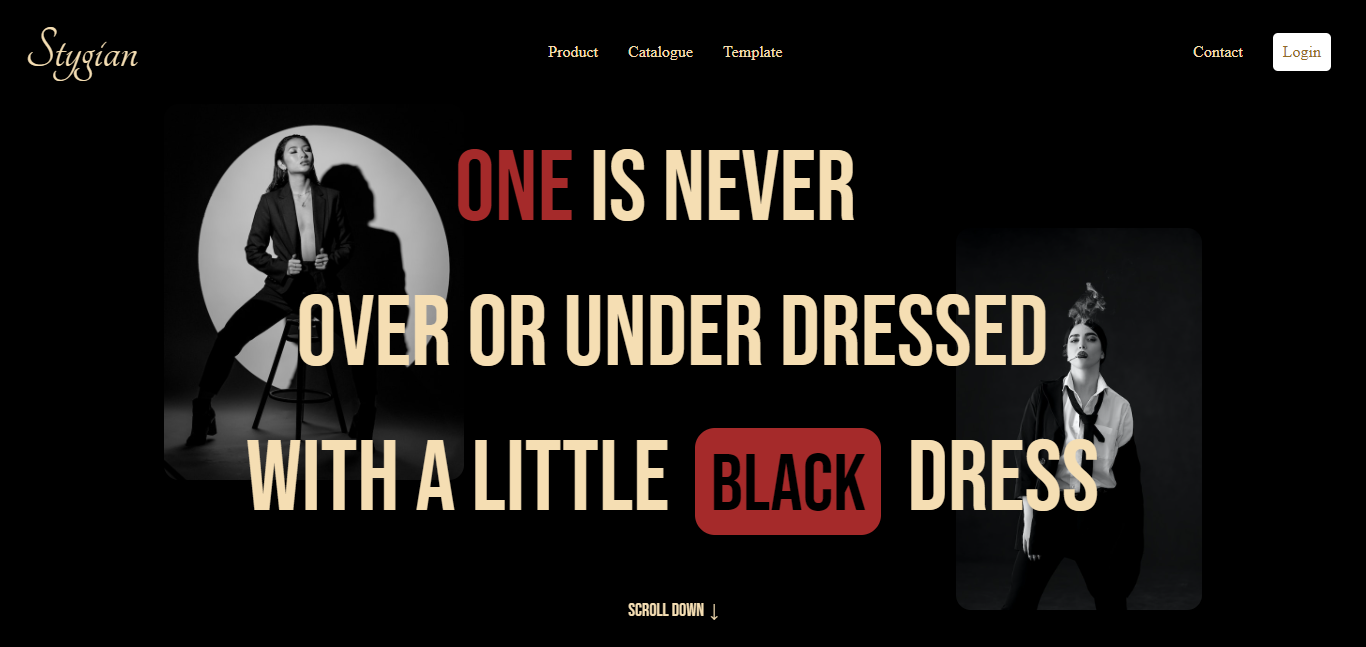 Stygian
Product Catalogue Template
Contact Login
ONE IS NEVER
OVER OR UNDER DRESSED
WITH A LITTLE BLACK DRESS
SCROLL DOWN ↓